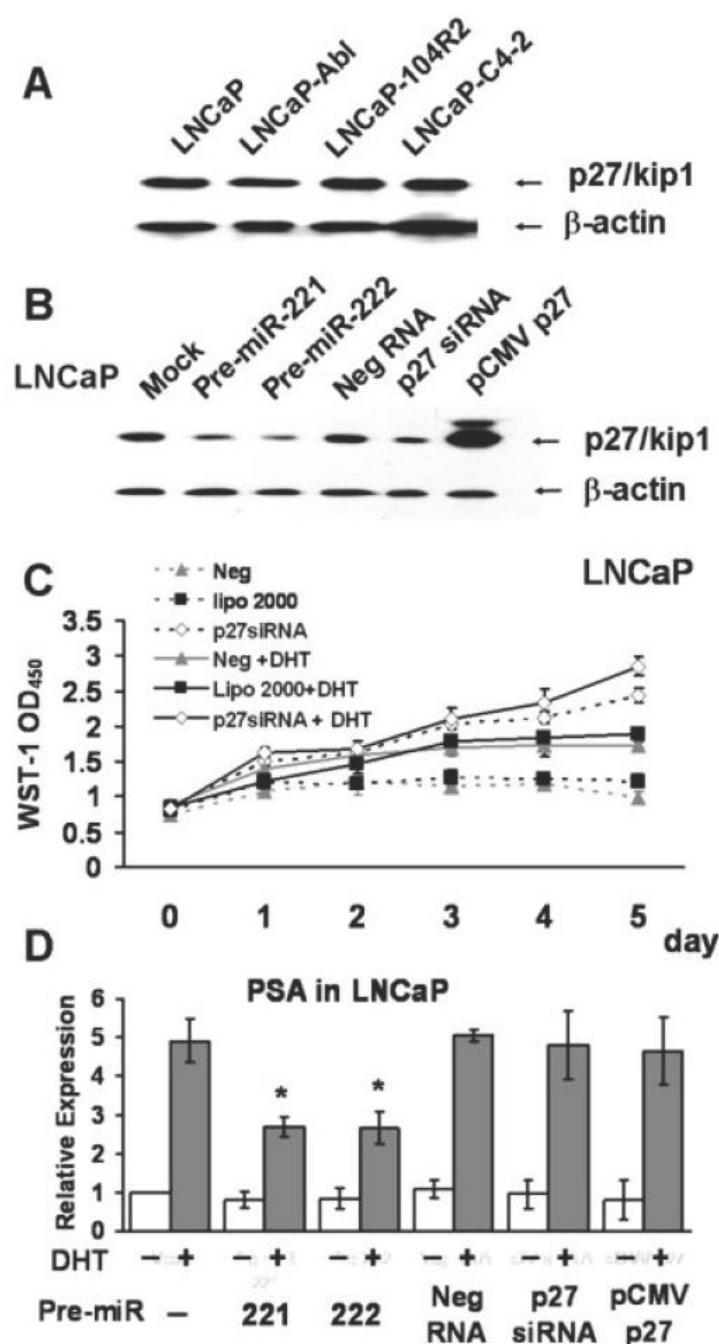 A
LNCaP
LNCaP-Abl
LNCaP-104R2
LNCaP-C4-2
← p27/kip1
← β-actin
B
LNCaP
Mock
Pre-miR-221
Pre-miR-222
Neg RNA
p27 siRNA
pCMV p27
← p27/kip1
← β-actin
C
LNCaP
Neg
lipo 2000
p27siRNA
Neg +DHT
Lipo 2000+DHT
p27siRNA + DHT
WST-1 OD450
3.5
3
2.5
2
1.5
1
0.5
0
0 1 2 3 4 5
day
D
PSA in LNCaP
Relative Expression
6
5
4
3
2
1
0
* *
DHT − + − + − + − + − + − +
Pre-miR – 221 222 Neg RNA p27 siRNA pCMV p27